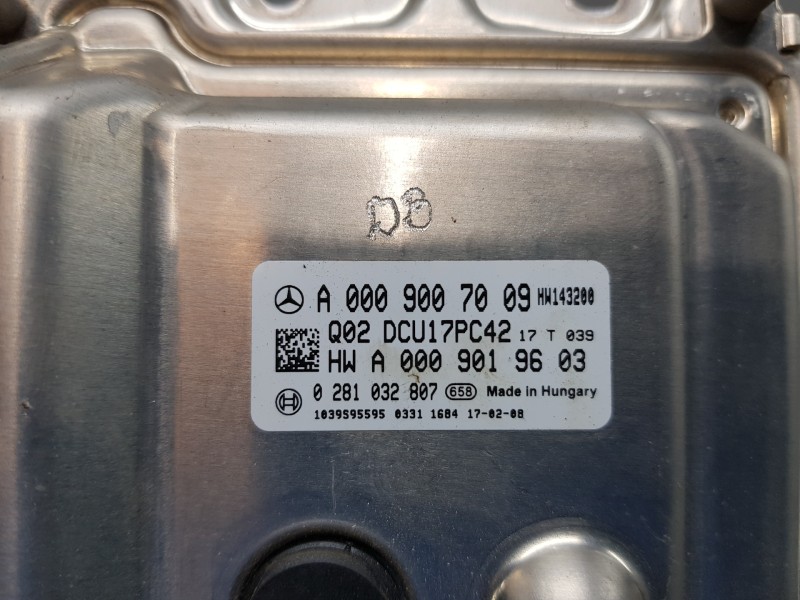 DB
A 000 900 70 09 HW143200
Q02 DCU17PC42 17 T 039
HW A 000 901 96 03
0 281 032 807 658 Made in Hungary
1039S95595 0331 1684 17-02-08